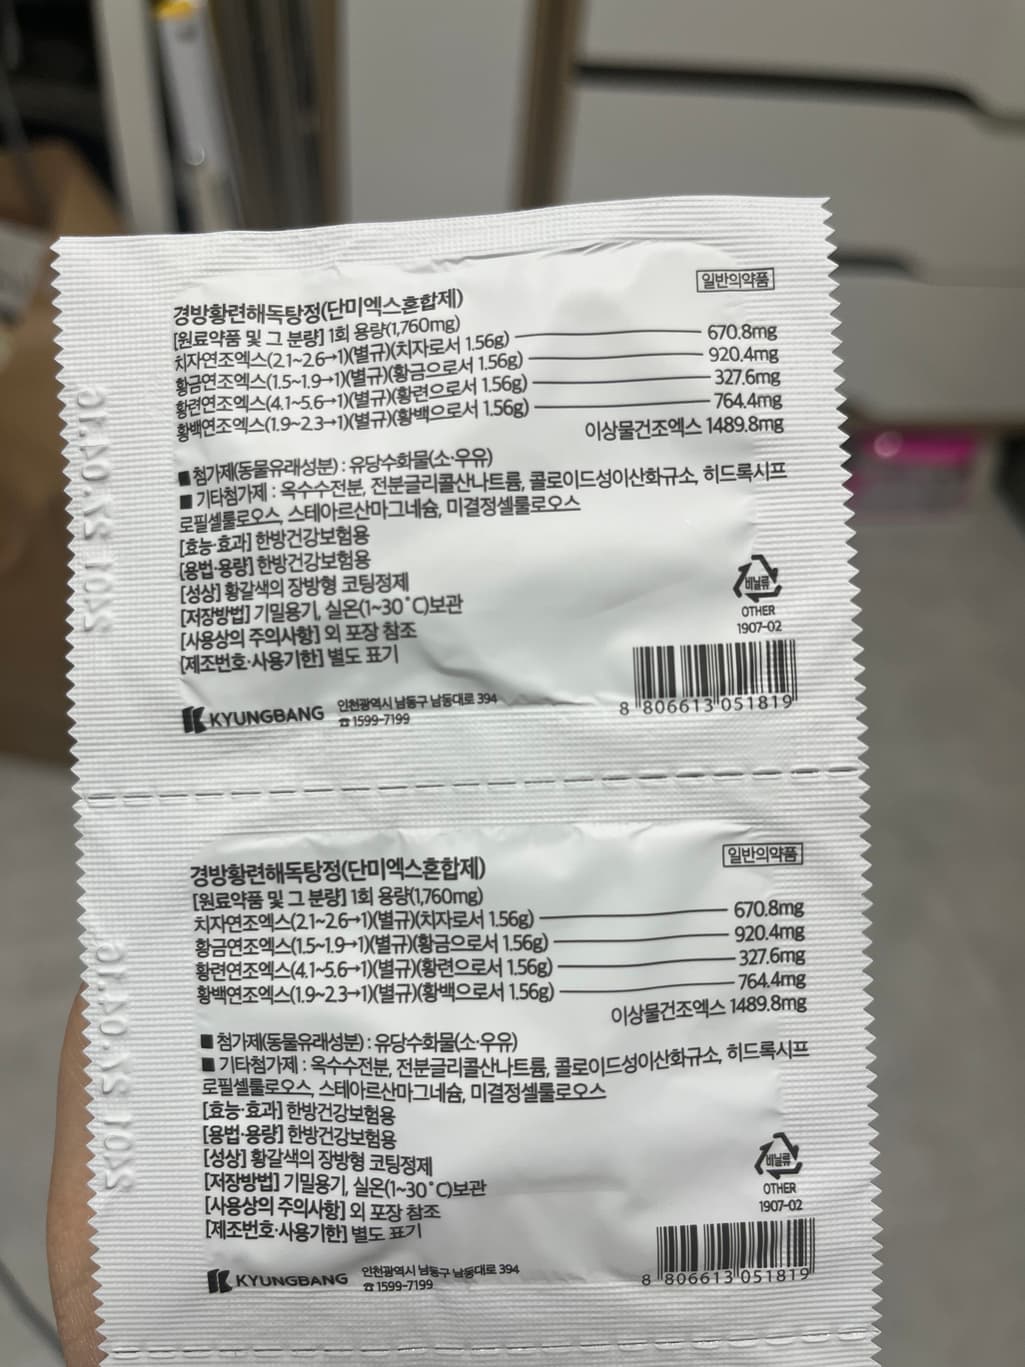 일반의약품
경방황련해독탕정(단미엑스혼합제)
[원료약품 및 그 분량] 1회 용량(1,760mg)
치자연조엑스(2.1~2.6→1)(별규)(치자로서 1.56g) 670.8mg
황금연조엑스(1.5~1.9→1)(별규)(황금으로서 1.56g) 920.4mg
황련연조엑스(4.1~5.6→1)(별규)(황련으로서 1.56g) 327.6mg
황백연조엑스(1.9~2.3→1)(별규)(황백으로서 1.56g) 764.4mg
이상물건조엑스 1489.8mg
■ 첨가제(동물유래성분) : 유당수화물(소·우유)
■ 기타첨가제 : 옥수수전분, 전분글리콜산나트륨, 콜로이드성이산화규소, 히드록시프
로필셀룰로오스, 스테아르산마그네슘, 미결정셀룰로오스
[효능·효과] 한방건강보험용
[용법·용량] 한방건강보험용
[성상] 황갈색의 장방형 코팅정제
[저장방법] 기밀용기, 실온(1~30˚C)보관
[사용상의 주의사항] 외 포장 참조
[제조번호·사용기한] 별도 표기
비닐류
OTHER
1907-02
KYUNGBANG
인천광역시 남동구 남동대로 394
☎1599-7199
8 806613 051819
일반의약품
경방황련해독탕정(단미엑스혼합제)
[원료약품 및 그 분량] 1회 용량(1,760mg)
치자연조엑스(2.1~2.6→1)(별규)(치자로서 1.56g) 670.8mg
황금연조엑스(1.5~1.9→1)(별규)(황금으로서 1.56g) 920.4mg
황련연조엑스(4.1~5.6→1)(별규)(황련으로서 1.56g) 327.6mg
황백연조엑스(1.9~2.3→1)(별규)(황백으로서 1.56g) 764.4mg
이상물건조엑스 1489.8mg
■ 첨가제(동물유래성분) : 유당수화물(소·우유)
■ 기타첨가제 : 옥수수전분, 전분글리콜산나트륨, 콜로이드성이산화규소, 히드록시프
로필셀룰로오스, 스테아르산마그네슘, 미결정셀룰로오스
[효능·효과] 한방건강보험용
[용법·용량] 한방건강보험용
[성상] 황갈색의 장방형 코팅정제
[저장방법] 기밀용기, 실온(1~30˚C)보관
[사용상의 주의사항] 외 포장 참조
[제조번호·사용기한] 별도 표기
비닐류
OTHER
1907-02
KYUNGBANG
인천광역시 남동구 남동대로 394
☎1599-7199
8 806613 051819